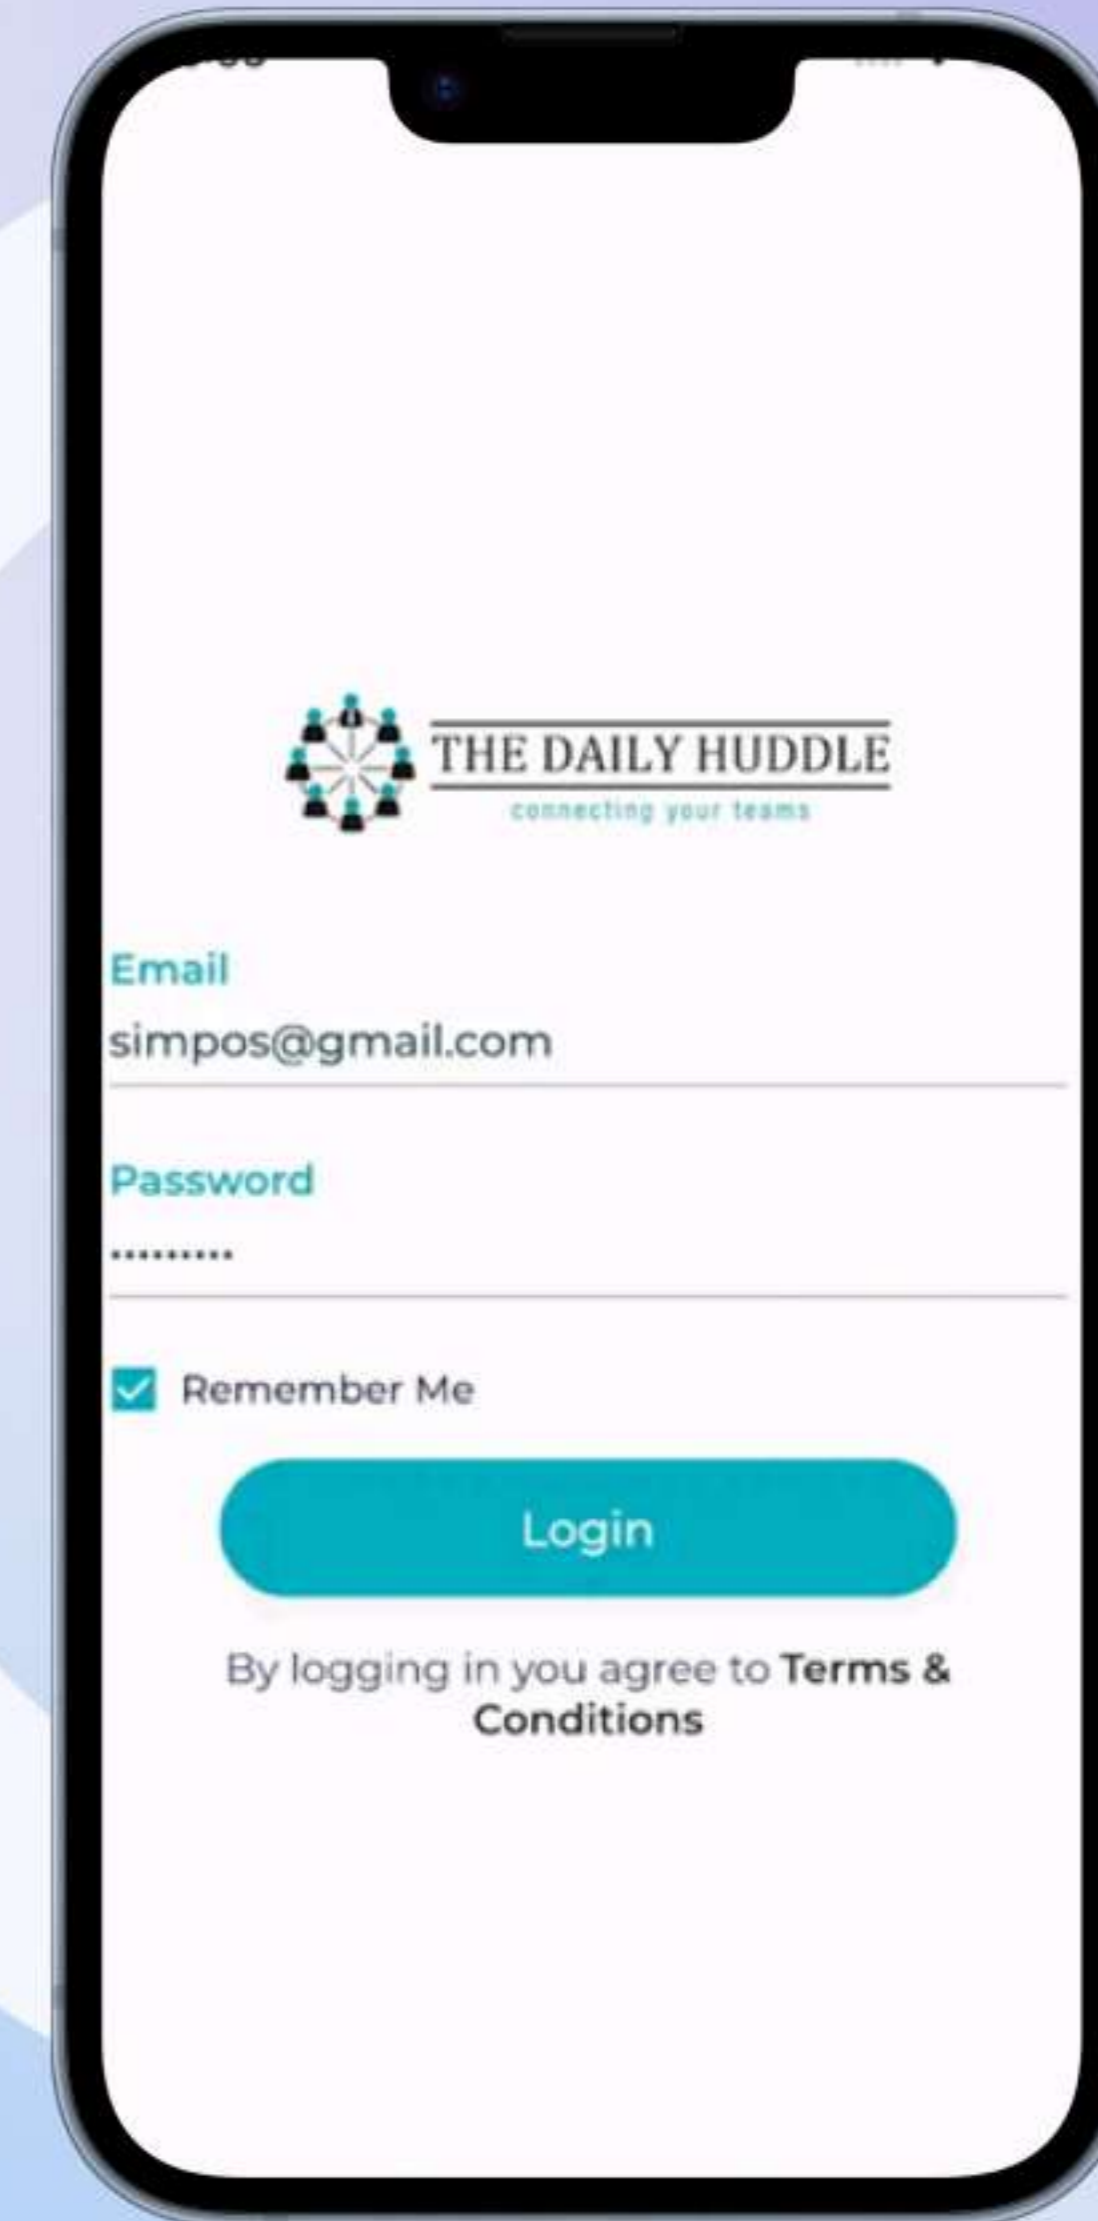 THE DAILY HUDDLE
connecting your teams
Email
simpos@gmail.com
Password
•••••••••
Remember Me
Login
By logging in you agree to Terms &
Conditions